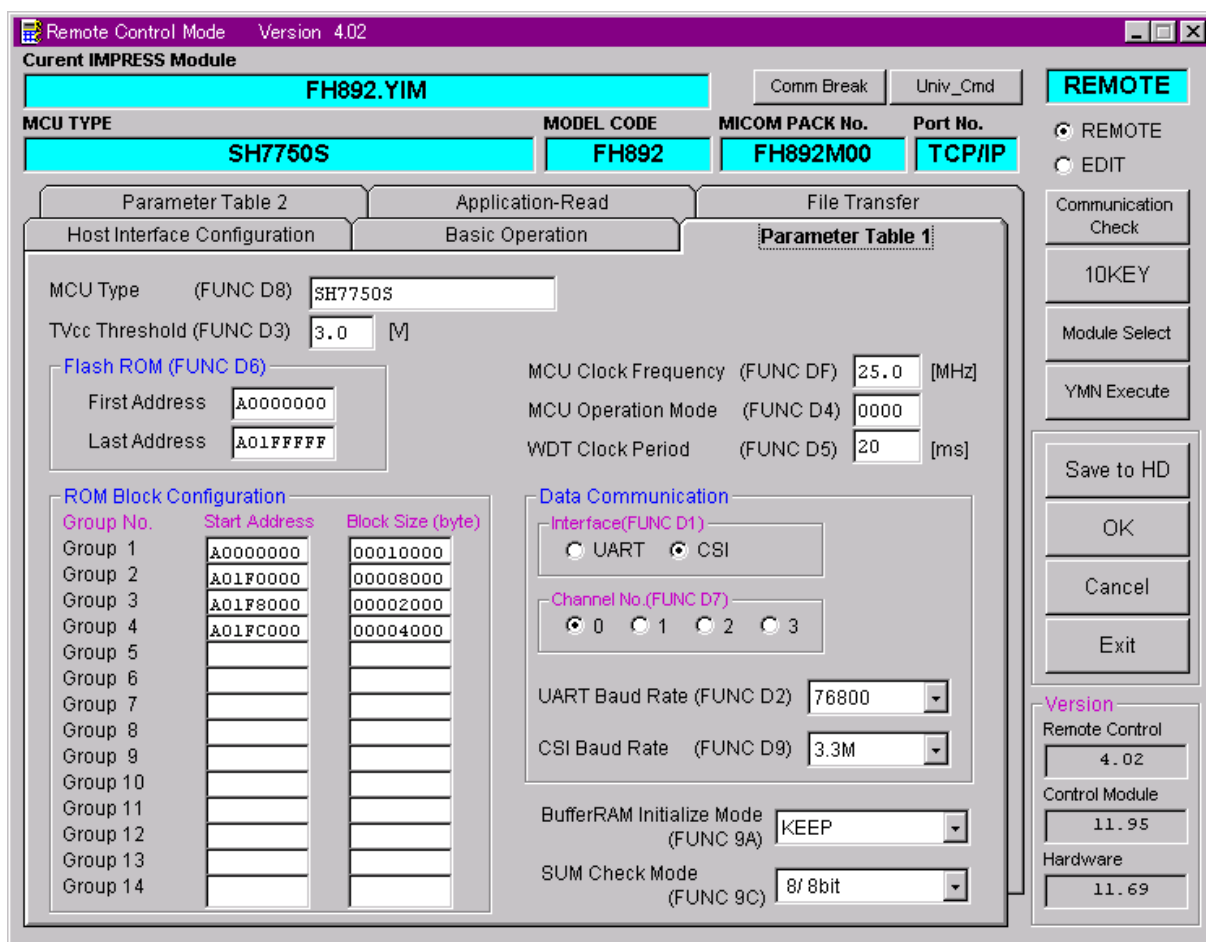 Remote Control Mode Version 4.02
Curent IMPRESS Module
FH892.YIM
Comm Break
Univ_Cmd
REMOTE
MCU TYPE
MODEL CODE
MICOM PACK No.
Port No.
SH7750S
FH892
FH892M00
TCP/IP
REMOTE
EDIT
Parameter Table 2
Application-Read
File Transfer
Host Interface Configuration
Basic Operation
Parameter Table 1
Communication
Check
10KEY
Module Select
YMN Execute
Save to HD
OK
Cancel
Exit
MCU Type (FUNC D8) SH7750S
TVcc Threshold (FUNC D3) 3.0 [V]
Flash ROM (FUNC D6)
First Address A0000000
Last Address A01FFFFF
MCU Clock Frequency (FUNC DF) 25.0 [MHz]
MCU Operation Mode (FUNC D4) 0000
WDT Clock Period (FUNC D5) 20 [ms]
ROM Block Configuration
Group No. Start Address Block Size (byte)
Group 1 A0000000 00010000
Group 2 A01F0000 00008000
Group 3 A01F8000 00002000
Group 4 A01FC000 00004000
Group 5
Group 6
Group 7
Group 8
Group 9
Group 10
Group 11
Group 12
Group 13
Group 14
Data Communication
Interface(FUNC D1)
UART CSI
Channel No.(FUNC D7)
0 1 2 3
UART Baud Rate (FUNC D2) 76800
CSI Baud Rate (FUNC D9) 3.3M
BufferRAM Initialize Mode
(FUNC 9A) KEEP
SUM Check Mode
(FUNC 9C) 8/ 8bit
Version
Remote Control
4.02
Control Module
11.95
Hardware
11.69